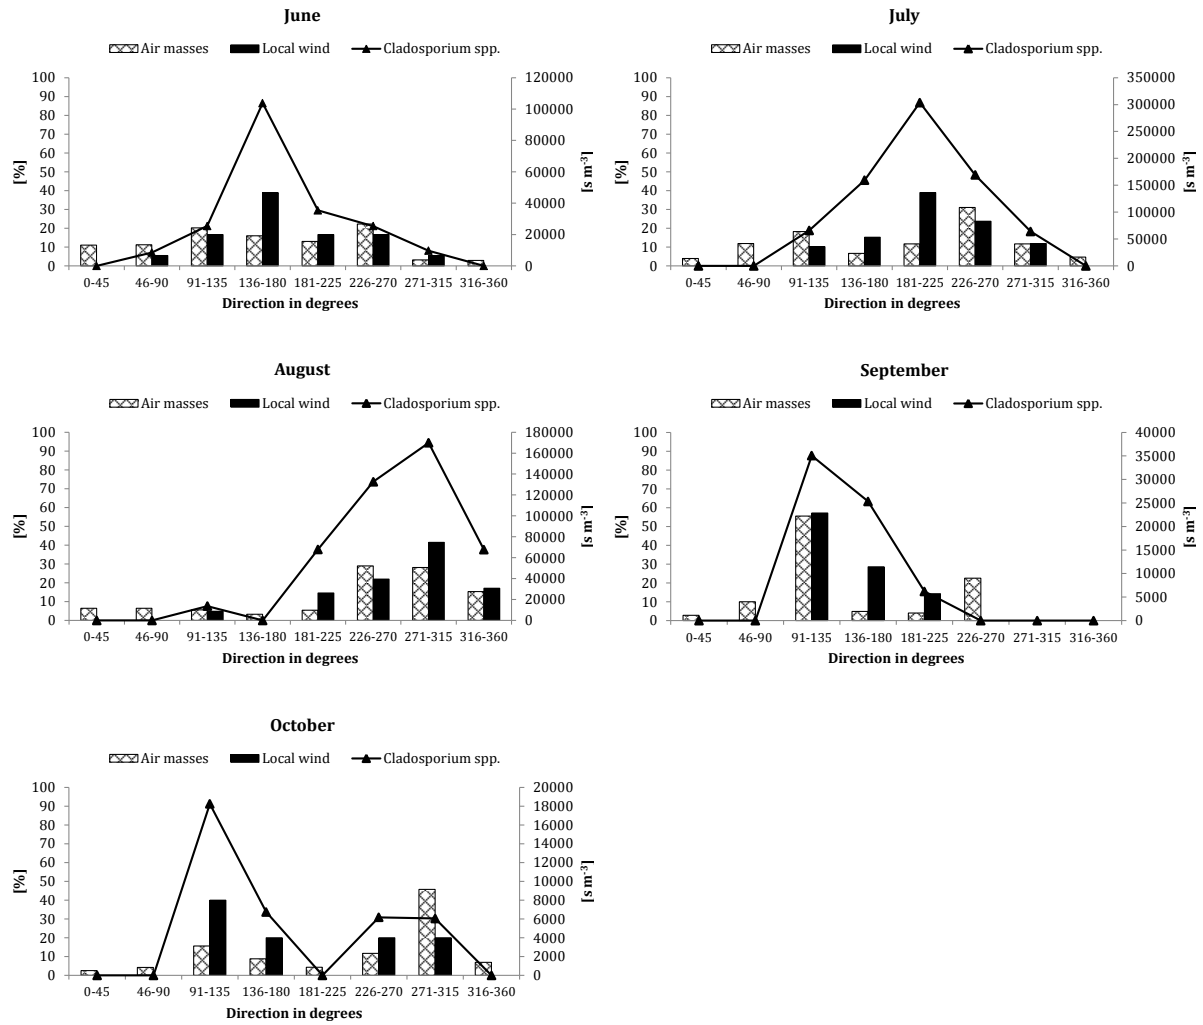 June
Air masses Local wind Cladosporium spp.
100 120000
90
80 100000
70
60 80000
50 60000
40
30 40000
20 20000
10
0 0
[%]
[s m-3]
0-45 46-90 91-135 136-180 181-225 226-270 271-315 316-360
Direction in degrees
July
Air masses Local wind Cladosporium spp.
100 350000
90 300000
80
70 250000
60 200000
50
40 150000
30 100000
20
10 50000
0 0
[%]
[s m-3]
0-45 46-90 91-135 136-180 181-225 226-270 271-315 316-360
Direction in degrees
August
Air masses Local wind Cladosporium spp.
100 180000
90 160000
80 140000
70 120000
60 100000
50 80000
40 60000
30 40000
20 20000
10
0 0
[%]
[s m-3]
0-45 46-90 91-135 136-180 181-225 226-270 271-315 316-360
Direction in degrees
September
Air masses Local wind Cladosporium spp.
100 40000
90 35000
80 30000
70 25000
60
50 20000
40 15000
30 10000
20
10 5000
0 0
[%]
[s m-3]
0-45 46-90 91-135 136-180 181-225 226-270 271-315 316-360
Direction in degrees
October
Air masses Local wind Cladosporium spp.
100 20000
90 18000
80 16000
70 14000
60 12000
50 10000
40 8000
30 6000
20 4000
10 2000
0 0
[%]
[s m-3]
0-45 46-90 91-135 136-180 181-225 226-270 271-315 316-360
Direction in degrees